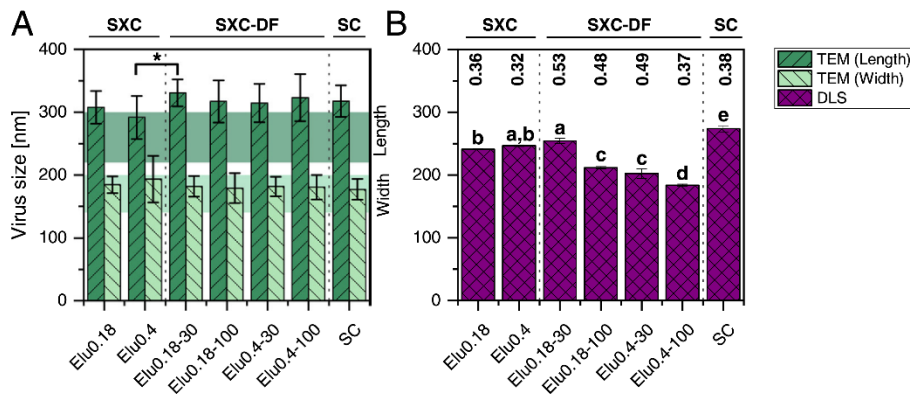 A
SXC
SXC-DF
SC
*
Virus size [nm]
400
300
200
100
0
Length
Width
Elu0.18
Elu0.4
Elu0.18-30
Elu0.18-100
Elu0.4-30
Elu0.4-100
SC
B
SXC
SXC-DF
SC
400
300
200
100
0
0.36
0.32
0.53
0.48
0.49
0.37
0.38
b
a,b
a
c
c
d
e
Elu0.18
Elu0.4
Elu0.18-30
Elu0.18-100
Elu0.4-30
Elu0.4-100
SC
TEM (Length)
TEM (Width)
DLS